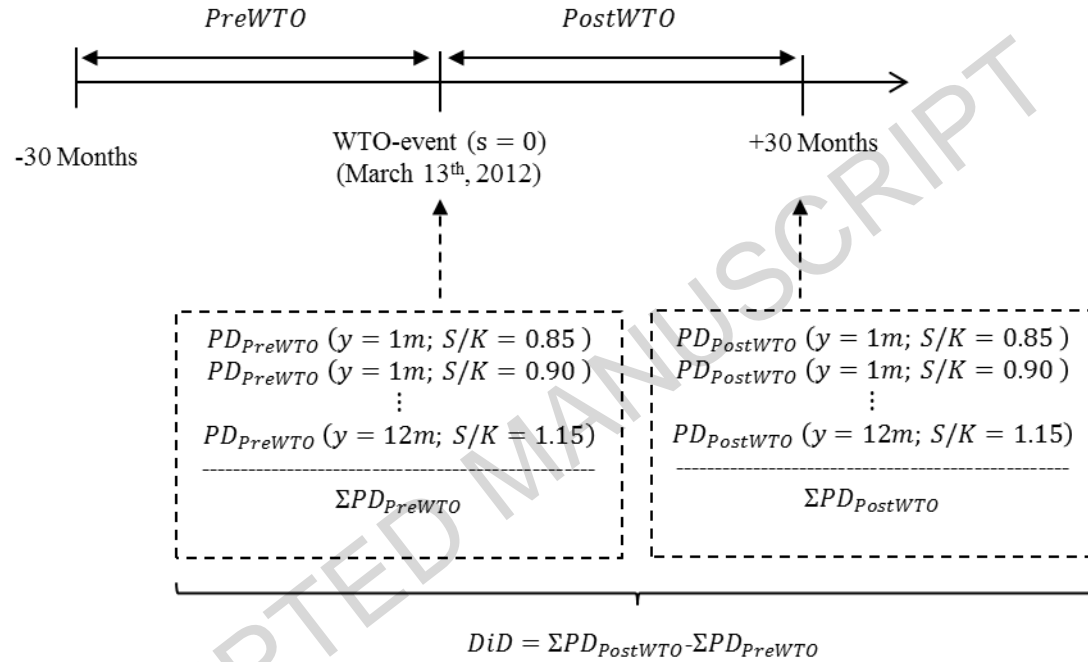 PreWTO PostWTO
-30 Months WTO-event (s = 0) +30 Months
(March 13th, 2012)
PD_PreWTO (y = 1m; S/K = 0.85 ) PD_PostWTO (y = 1m; S/K = 0.85 )
PD_PreWTO (y = 1m; S/K = 0.90 ) PD_PostWTO (y = 1m; S/K = 0.90 )
⋮ ⋮
PD_PreWTO (y = 12m; S/K = 1.15) PD_PostWTO (y = 12m; S/K = 1.15)
ΣPD_PreWTO ΣPD_PostWTO
DiD = ΣPD_PostWTO-ΣPD_PreWTO
PTED MANUSCRIPT